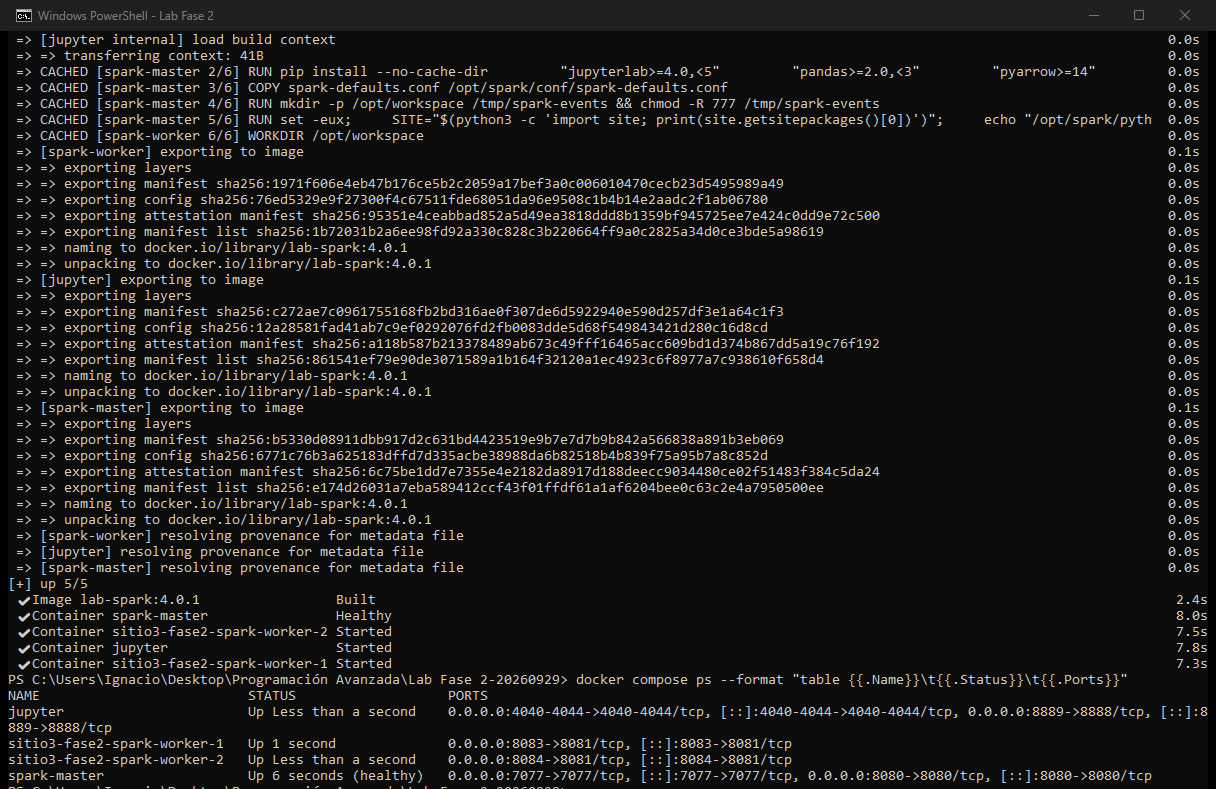 Windows PowerShell - Lab Fase 2
=> [jupyter internal] load build context 0.0s
=> => transferring context: 41B 0.0s
=> CACHED [spark-master 2/6] RUN pip install --no-cache-dir "jupyterlab>=4.0,<5" "pandas>=2.0,<3" "pyarrow>=14" 0.0s
=> CACHED [spark-master 3/6] COPY spark-defaults.conf /opt/spark/conf/spark-defaults.conf 0.0s
=> CACHED [spark-master 4/6] RUN mkdir -p /opt/workspace /tmp/spark-events && chmod -R 777 /tmp/spark-events 0.0s
=> CACHED [spark-master 5/6] RUN set -eux; SITE="$(python3 -c 'import site; print(site.getsitepackages()[0])')"; echo "/opt/spark/pyth 0.0s
=> CACHED [spark-worker 6/6] WORKDIR /opt/workspace 0.0s
=> [spark-worker] exporting to image 0.1s
=> => exporting layers 0.0s
=> => exporting manifest sha256:1971f606e4eb47b176ce5b2c2059a17bef3a0c006010470cecb23d5495989a49 0.0s
=> => exporting config sha256:76ed5329e9f27300f4c67511fde68051da96e9508c1b4b14e2aadc2f1ab06780 0.0s
=> => exporting attestation manifest sha256:95351e4ceabbad852a5d49ea3818ddd8b1359bf945725ee7e424c0dd9e72c500 0.0s
=> => exporting manifest list sha256:1b72031b2a6ee98fd92a330c828c3b220664ff9a0c2825a34d0ce3bde5a98619 0.0s
=> => naming to docker.io/library/lab-spark:4.0.1 0.0s
=> => unpacking to docker.io/library/lab-spark:4.0.1 0.0s
=> [jupyter] exporting to image 0.1s
=> => exporting layers 0.0s
=> => exporting manifest sha256:c272ae7c0961755168fb2bd316ae0f307de6d5922940e590d257df3e1a64c1f3 0.0s
=> => exporting config sha256:12a28581fad41ab7c9ef0292076fd2fb0083dde5d68f549843421d280c16d8cd 0.0s
=> => exporting attestation manifest sha256:a118b587b213378489ab673c49fff16465acc609bd1d374b867dd5a19c76f192 0.0s
=> => exporting manifest list sha256:861541ef79e90de3071589a1b164f32120a1ec4923c6f8977a7c938610f658d4 0.0s
=> => naming to docker.io/library/lab-spark:4.0.1 0.0s
=> => unpacking to docker.io/library/lab-spark:4.0.1 0.0s
=> [spark-master] exporting to image 0.1s
=> => exporting layers 0.0s
=> => exporting manifest sha256:b5330d08911dbb917d2c631bd4423519e9b7e7d7b9b842a566838a891b3eb069 0.0s
=> => exporting config sha256:6771c76b3a625183dffd7d335acbe38988da6b82518b4b839f75a95b7a8c852d 0.0s
=> => exporting attestation manifest sha256:6c75be1dd7e7355e4e2182da8917d188deecc9034480ce02f51483f384c5da24 0.0s
=> => exporting manifest list sha256:e174d26031a7eba589412ccf43f01ffdf61a1af6204bee0c63c2e4a7950500ee 0.0s
=> => naming to docker.io/library/lab-spark:4.0.1 0.0s
=> => unpacking to docker.io/library/lab-spark:4.0.1 0.0s
=> [spark-worker] resolving provenance for metadata file 0.0s
=> [jupyter] resolving provenance for metadata file 0.0s
=> [spark-master] resolving provenance for metadata file 0.0s
[+] up 5/5
✔Image lab-spark:4.0.1 Built 2.4s
✔Container spark-master Healthy 8.0s
✔Container sitio3-fase2-spark-worker-2 Started 7.5s
✔Container jupyter Started 7.8s
✔Container sitio3-fase2-spark-worker-1 Started 7.3s
PS C:\Users\Ignacio\Desktop\Programación Avanzada\Lab Fase 2-20260929> docker compose ps --format "table {{.Name}}\t{{.Status}}\t{{.Ports}}"
NAME STATUS PORTS
jupyter Up Less than a second 0.0.0.0:4040-4044->4040-4044/tcp, [::]:4040-4044->4040-4044/tcp, 0.0.0.0:8889->8888/tcp, [::]:8
889->8888/tcp
sitio3-fase2-spark-worker-1 Up 1 second 0.0.0.0:8083->8081/tcp, [::]:8083->8081/tcp
sitio3-fase2-spark-worker-2 Up Less than a second 0.0.0.0:8084->8081/tcp, [::]:8084->8081/tcp
spark-master Up 6 seconds (healthy) 0.0.0.0:7077->7077/tcp, [::]:7077->7077/tcp, 0.0.0.0:8080->8080/tcp, [::]:8080->8080/tcp